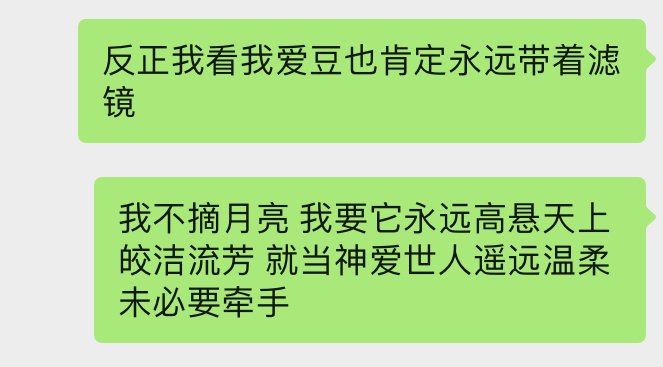 反正我看我爱豆也肯定永远带着滤
镜
我不摘月亮 我要它永远高悬天上
皎洁流芳 就当神爱世人遥远温柔
未必要牵手